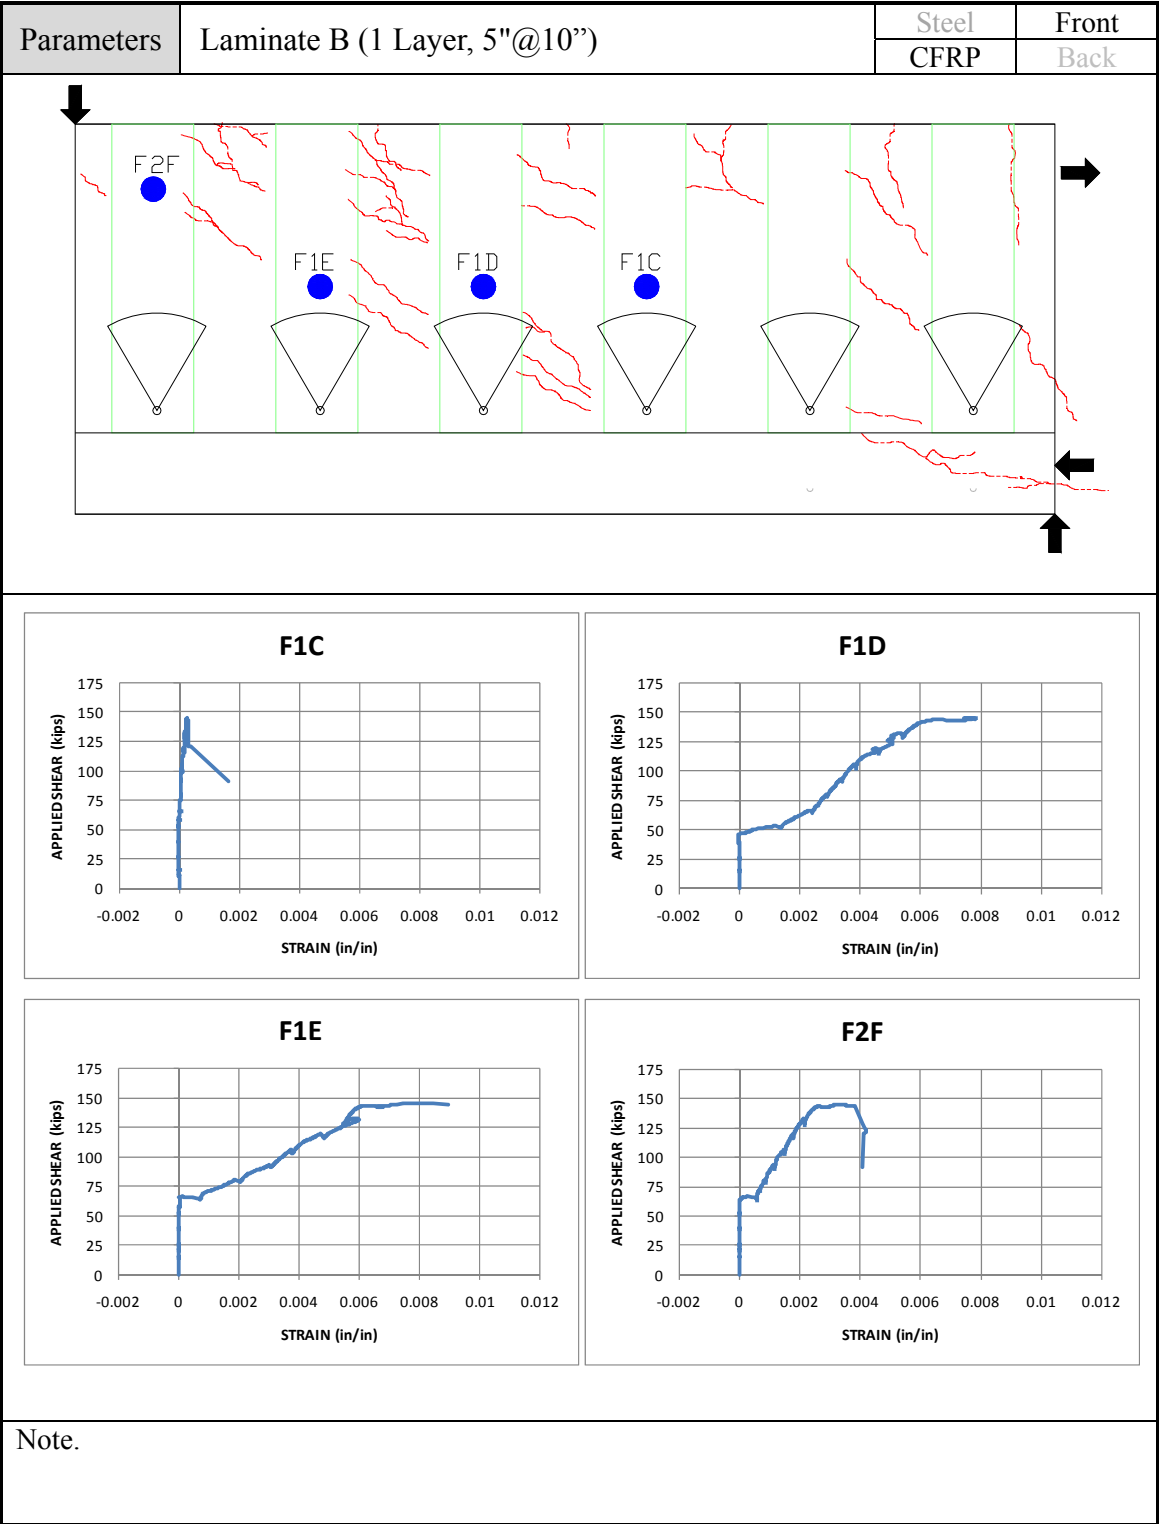 Parameters Laminate B (1 Layer, 5"@10”) Steel Front
CFRP Back
F2F
F1E F1D F1C
F1C
APPLIED SHEAR (kips)
175
150
125
100
75
50
25
0
-0.002 0 0.002 0.004 0.006 0.008 0.01 0.012
STRAIN (in/in)
F1D
APPLIED SHEAR (kips)
175
150
125
100
75
50
25
0
-0.002 0 0.002 0.004 0.006 0.008 0.01 0.012
STRAIN (in/in)
F1E
APPLIED SHEAR (kips)
175
150
125
100
75
50
25
0
-0.002 0 0.002 0.004 0.006 0.008 0.01 0.012
STRAIN (in/in)
F2F
APPLIED SHEAR (kips)
175
150
125
100
75
50
25
0
-0.002 0 0.002 0.004 0.006 0.008 0.01 0.012
STRAIN (in/in)
Note.